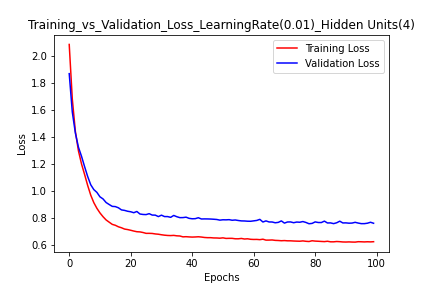 Training_vs_Validation_Loss_LearningRate(0.01)_Hidden Units(4)
Training Loss
Validation Loss
Loss
2.0
1.8
1.6
1.4
1.2
1.0
0.8
0.6
0 20 40 60 80 100
Epochs